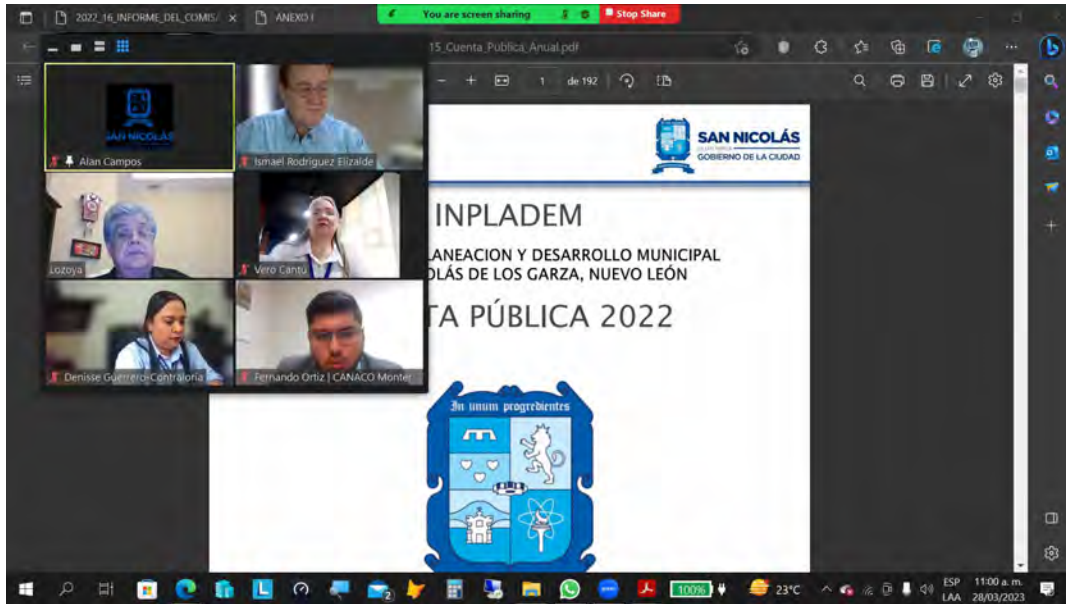 2022_16_INFORME_DEL_COMIS
ANEXO I
You are screen sharing
Stop Share
15_Cuenta_Publica_Anual.pdf
1 de 192
SAN NICOLÁS
Alan Campos
Ismael Rodriguez Elizalde
Lozoya
Vero Cantú
Denisse Guerrero-Contraloria
Fernando Ortiz | CANACO Monter
SAN NICOLÁS
GOBIERNO DE LA CIUDAD
INPLADEM
LANEACION Y DESARROLLO MUNICIPAL
OLÁS DE LOS GARZA, NUEVO LEÓN
TA PÚBLICA 2022
In unum progredientes
2
100%
23°C
ESP
LAA
11:00 a. m.
28/03/2023